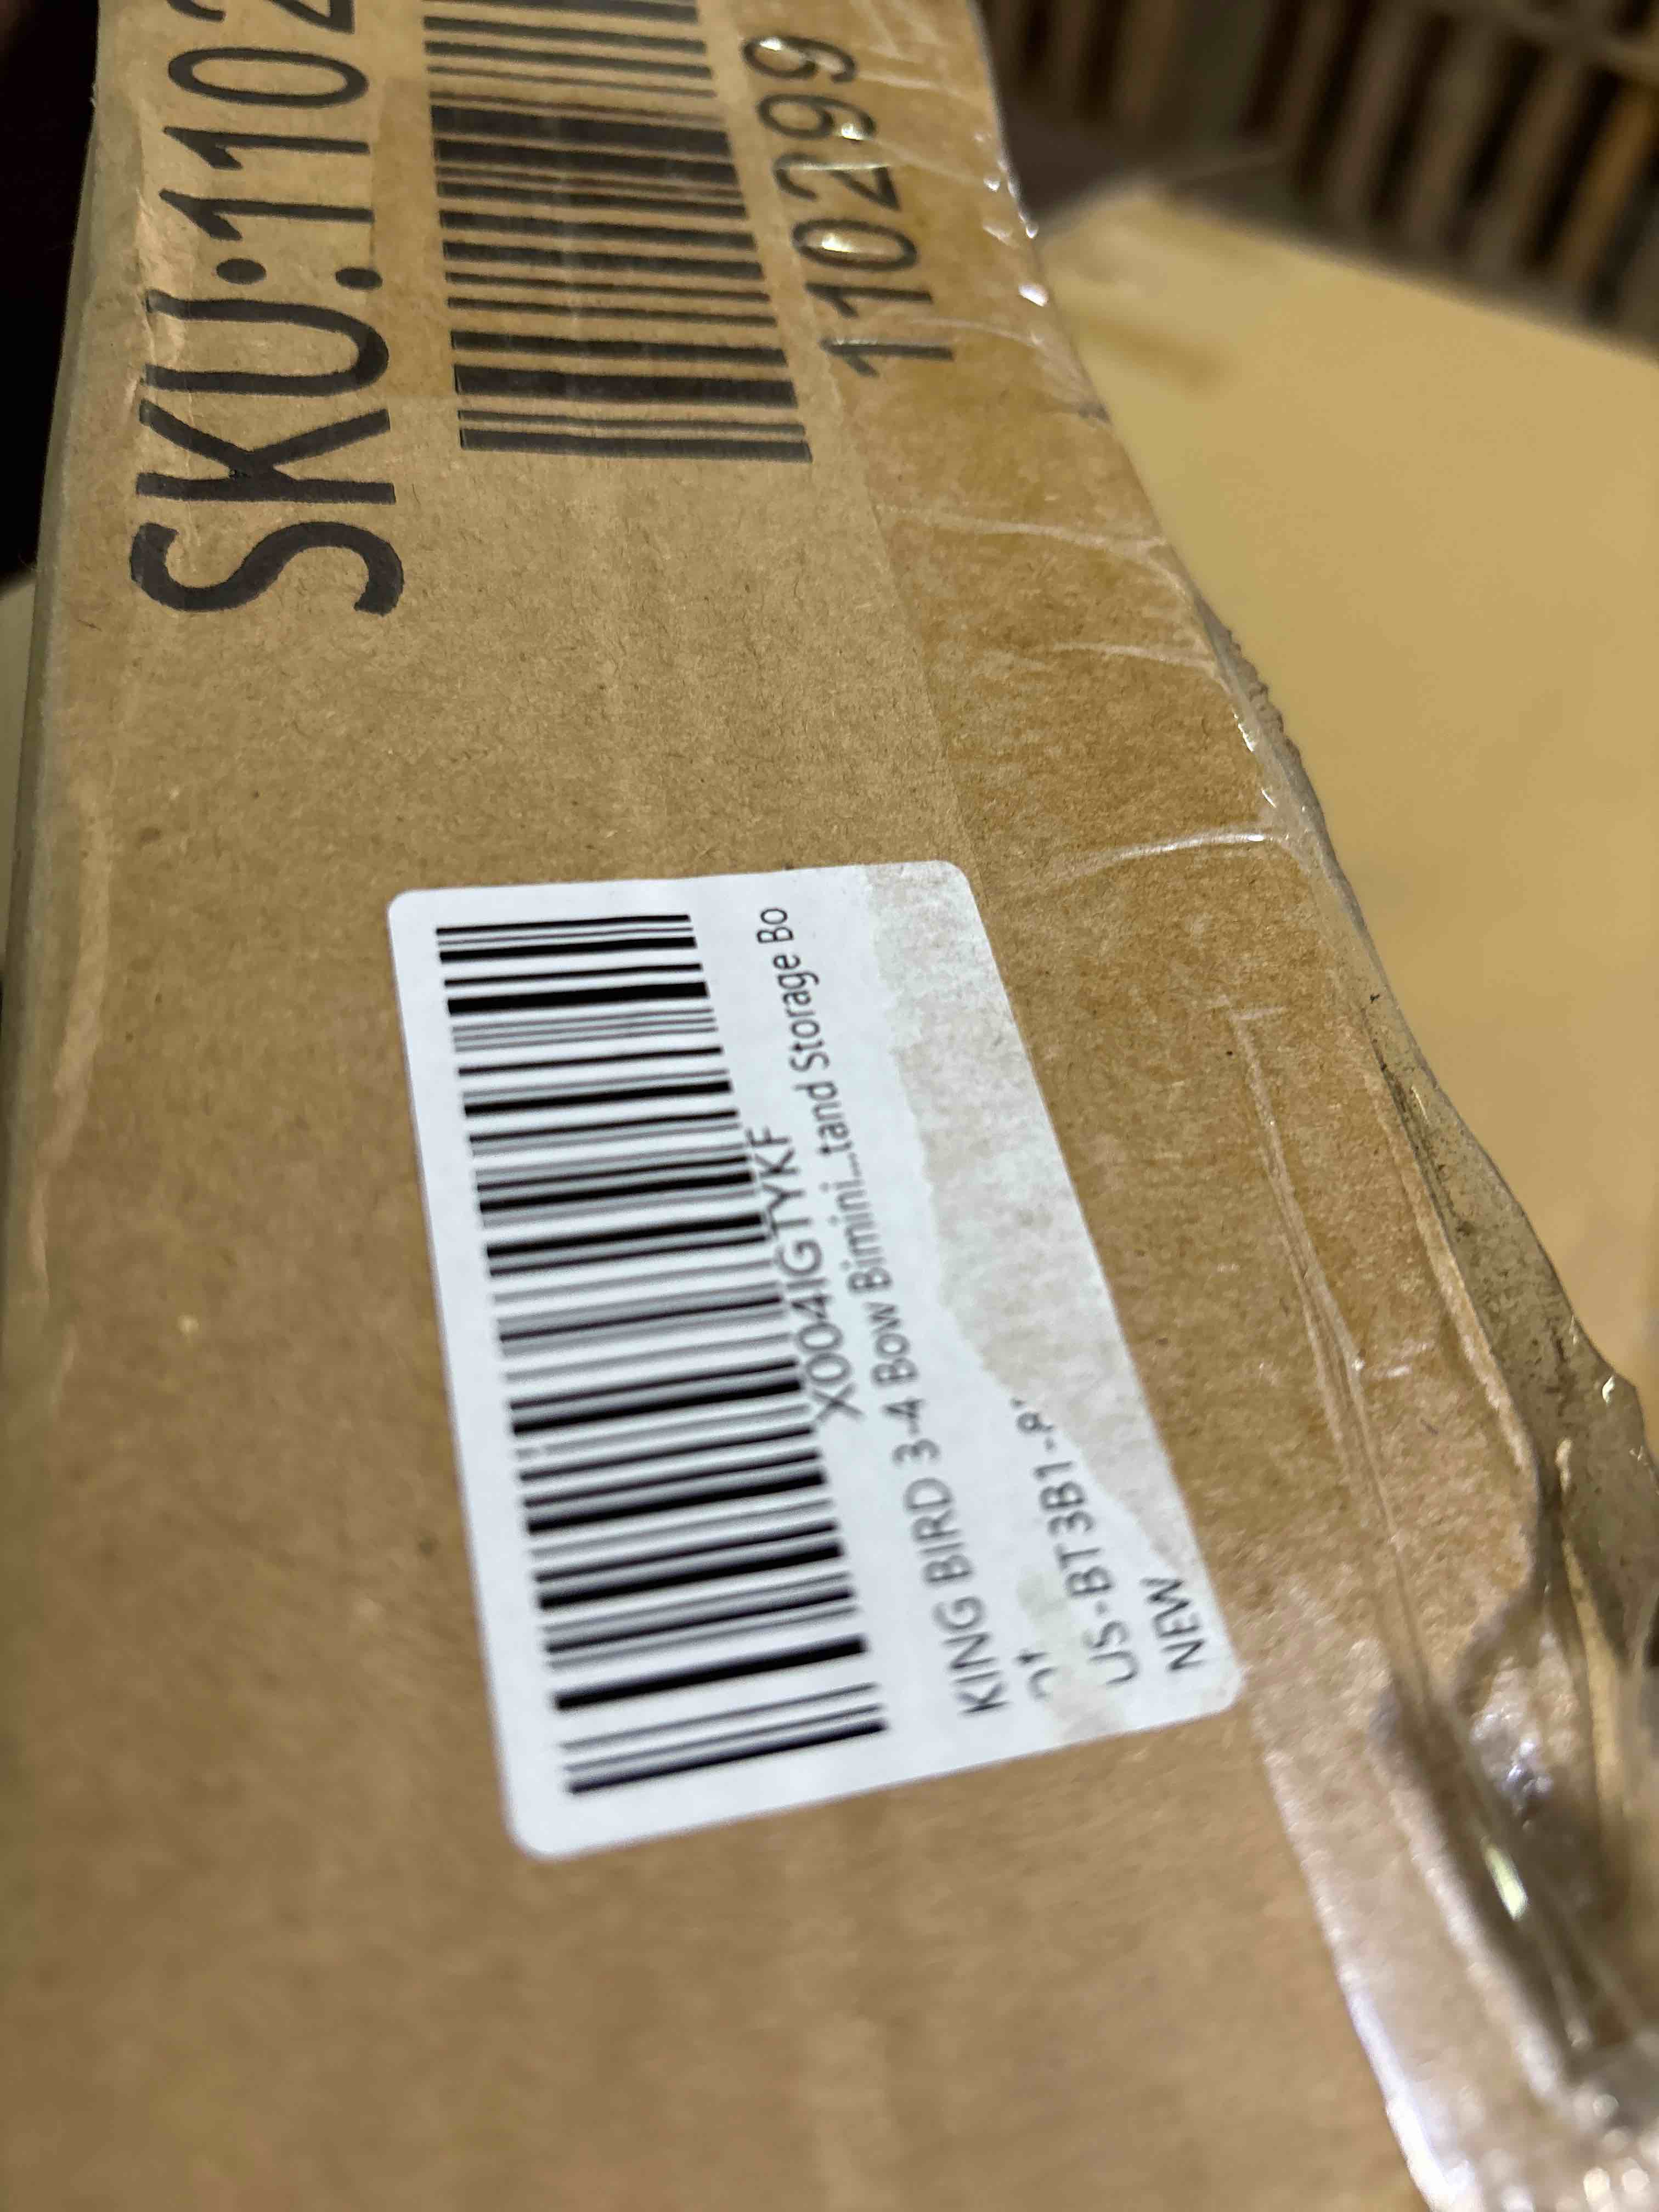 SKU:1102
110299
X004IGTYKF
KING BIRD 3-4 Bow Bimini...tand Storage Bo
US-BT3B1-
NEW